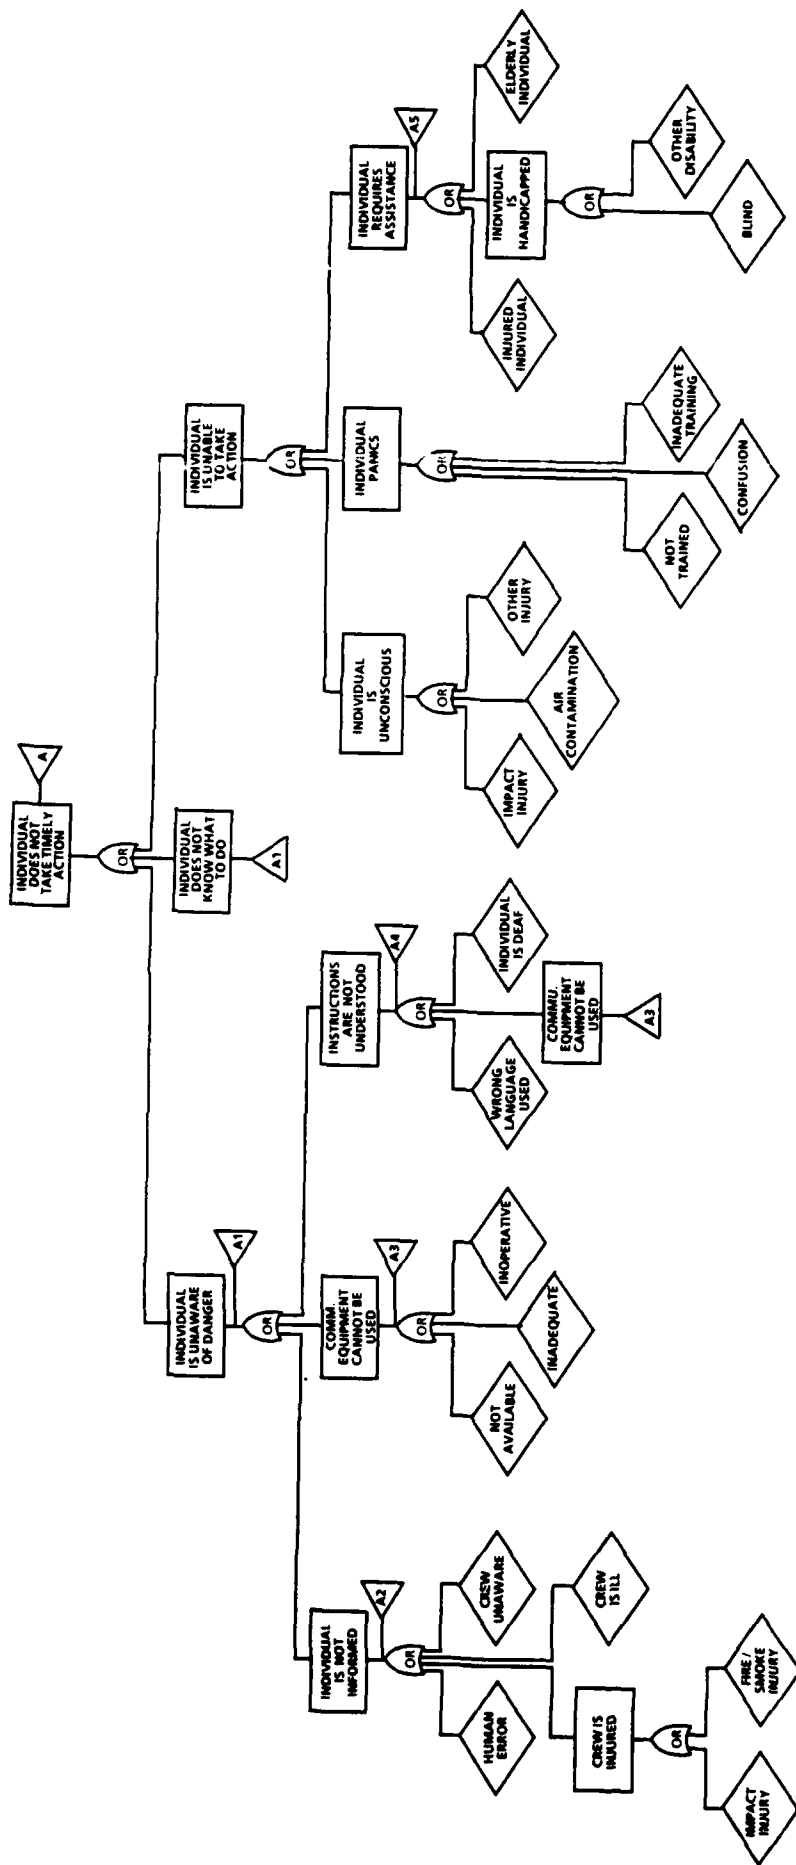 INDIVIDUAL
DOES NOT
TAKE TIMELY
ACTION
A
OR
INDIVIDUAL
IS UNAWARE
OF DANGER
A1
INDIVIDUAL
DOES NOT
KNOW WHAT
TO DO
A1
INDIVIDUAL
IS UNABLE
TO TAKE
ACTION
OR
OR
INDIVIDUAL
IS NOT
INFORMED
A2
COMM.
EQUIPMENT
CANNOT BE
USED
A3
INSTRUCTIONS
ARE NOT
UNDERSTOOD
A4
INDIVIDUAL
IS
UNCONSCIOUS
INDIVIDUAL
PANICS
INDIVIDUAL
REQUIRES
ASSISTANCE
A5
OR
OR
OR
OR
OR
OR
HUMAN
ERROR
CREW
UNAWARE
NOT
AVAILABLE
INADEQUATE
INOPERATIVE
WRONG
LANGUAGE
USED
INDIVIDUAL
IS DEAF
COMMU.
EQUIPMENT
CANNOT BE
USED
A3
IMPACT
INJURY
AIR
CONTAMINATION
OTHER
INJURY
NOT
TRAINED
CONFUSION
INADEQUATE
TRAINING
INJURED
INDIVIDUAL
INDIVIDUAL
IS
HANDICAPPED
ELDERLY
INDIVIDUAL
OR
BLIND
OTHER
DISABILITY
CREW IS
INJURED
CREW
IS ILL
OR
IMPACT
INJURY
FIRE /
SMOKE
INJURY